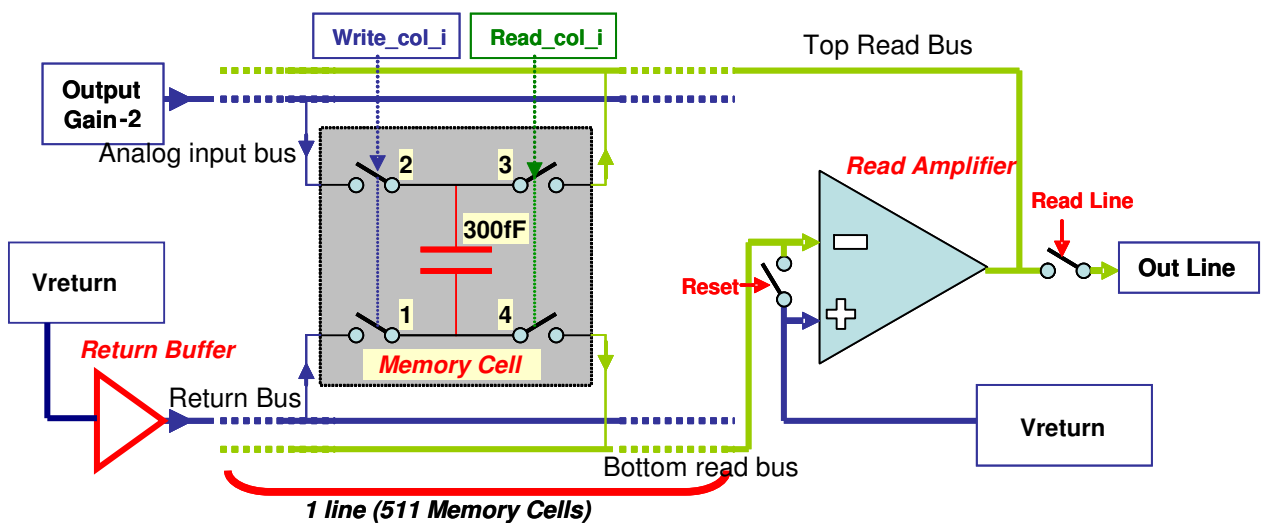 Write_col_i
Read_col_i
Top Read Bus
Output
Gain-2
Analog input bus
2
3
Read Amplifier
300fF
Read Line
Vreturn
Reset
Out Line
1
4
Return Buffer
Memory Cell
Return Bus
Vreturn
Bottom read bus
1 line (511 Memory Cells)